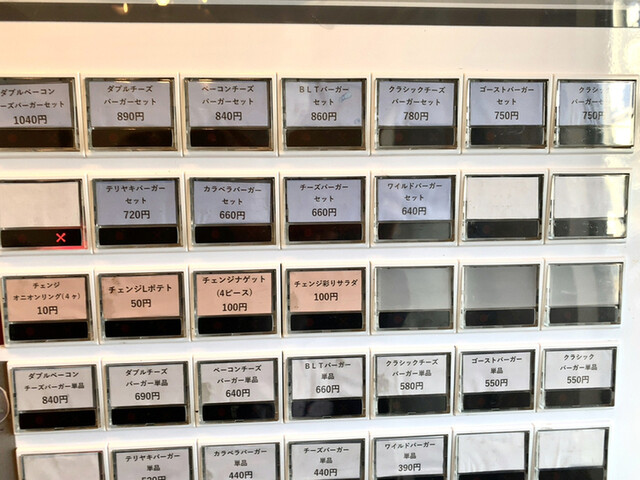 ダブルベーコン
ーズバーガーセット
1040円
ダブルチーズ
バーガーセット
890円
ベーコンチーズ
バーガーセット
840円
BLTバーガー
セット
860円
クラシックチーズ
バーガーセット
780円
ゴーストバーガー
セット
750円
クラシッ
バーガーセ
750円
テリヤキバーガー
セット
720円
カラベラバーガー
セット
660円
チーズバーガー
セット
660円
ワイルドバーガー
セット
640円
チェンジ
オニオンリング(4ヶ)
10円
チェンジLポテト
50円
チェンジナゲット
(4ピース)
100円
チェンジ彩りサラダ
100円
ダブルベーコン
チーズバーガー単品
840円
ダブルチーズ
バーガー単品
690円
ベーコンチーズ
バーガー単品
640円
BLTバーガー
単品
660円
クラシックチーズ
バーガー単品
580円
ゴーストバーガー
単品
550円
クラシック
バーガー単品
550円
テリヤキバーガー
単品
520円
カラベラバーガー
単品
440円
チーズバーガー
単品
440円
ワイルドバーガー
単品
390円